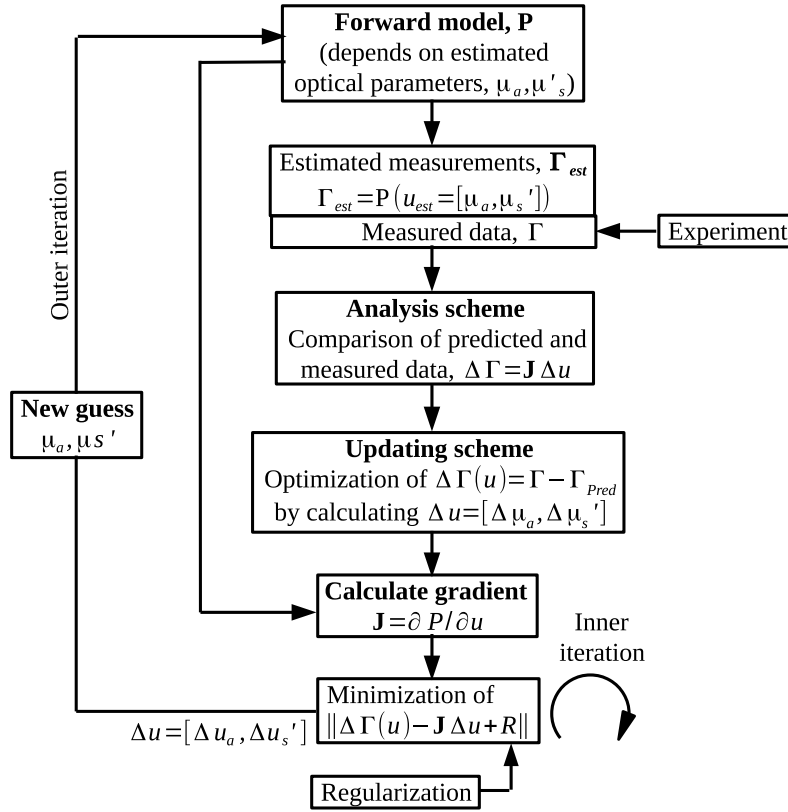 Forward model, P
(depends on estimated
optical parameters, μa,μ's)
Estimated measurements, Γest
Γest=P(uest=[μa,μs'])
Measured data, Γ
Experiment
Analysis scheme
Comparison of predicted and
measured data, ΔΓ=JΔu
Outer iteration
New guess
μa,μs'
Updating scheme
Optimization of ΔΓ(u)=Γ−ΓPred
by calculating Δu=[Δμa,Δμs']
Calculate gradient
J=∂P/∂u
Inner
iteration
Minimization of
‖ΔΓ(u)−JΔu+R‖
Δu=[Δua,Δus']
Regularization